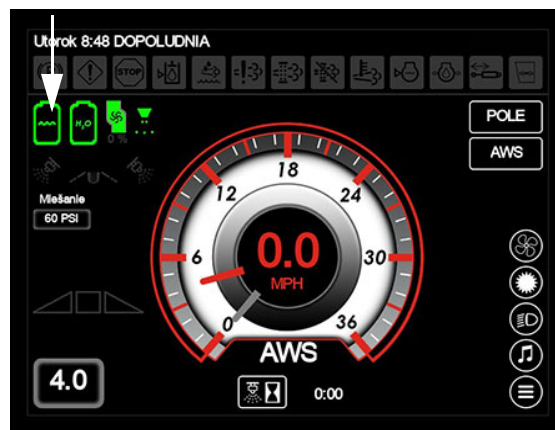 Utorok 8:48 DOPOLUDNIA
STOP
H2O
0 %
POLE
AWS
Miešanie
60 PSI
0
6
12
18
24
30
36
0.0
MPH
AWS
4.0
0:00